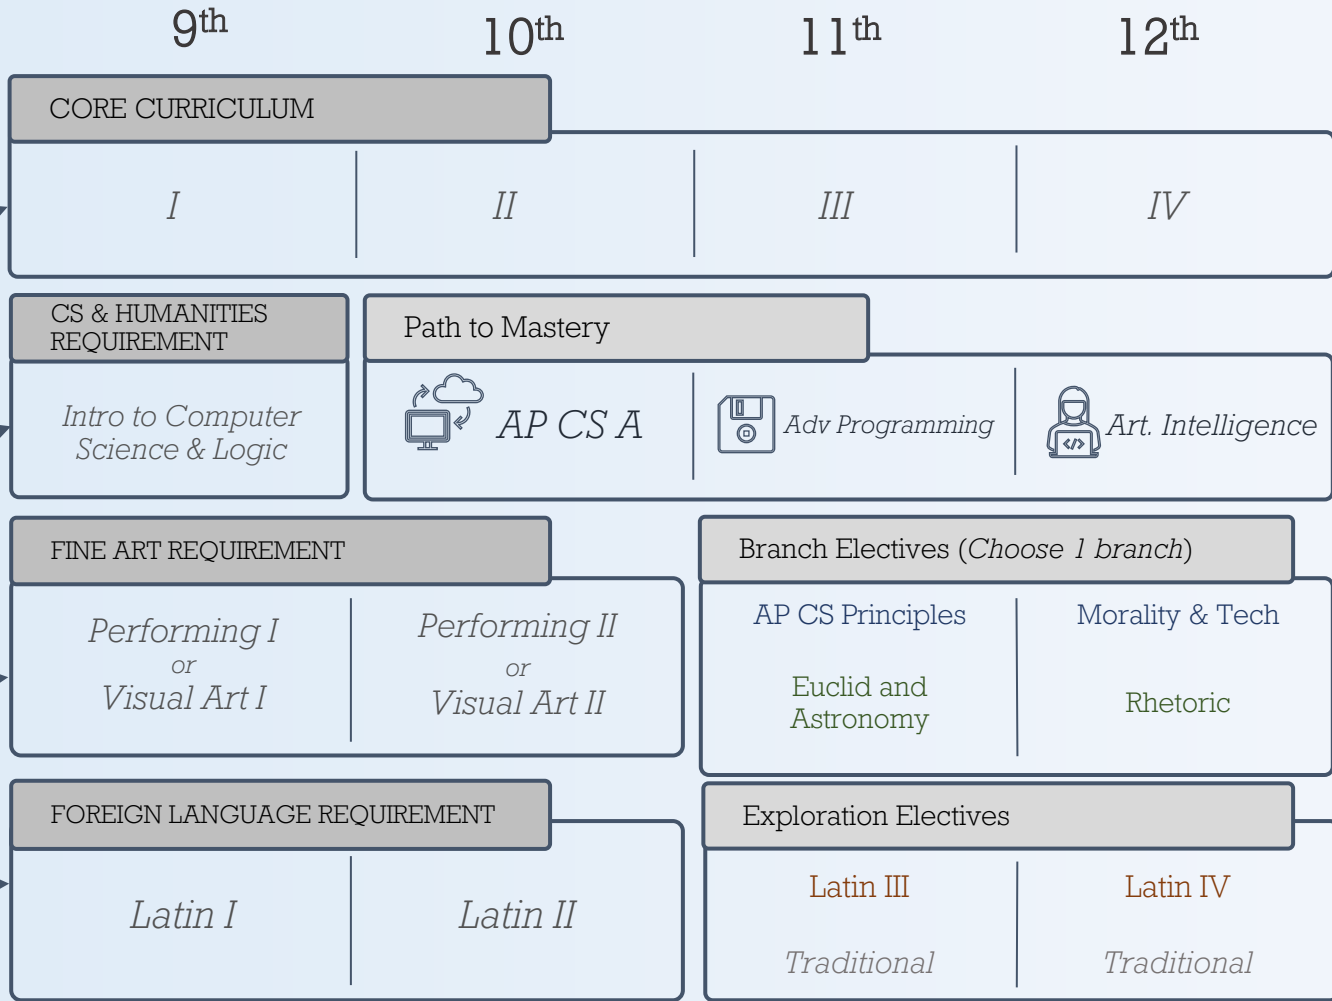 9th 10th 11th 12th
CORE CURRICULUM
I II III IV
CS & HUMANITIES
REQUIREMENT
Intro to Computer
Science & Logic
Path to Mastery
AP CS A
Adv Programming
</>
Art. Intelligence
FINE ART REQUIREMENT
Performing I
or
Visual Art I
Performing II
or
Visual Art II
Branch Electives (Choose 1 branch)
AP CS Principles
Morality & Tech
Euclid and
Astronomy
Rhetoric
FOREIGN LANGUAGE REQUIREMENT
Latin I
Latin II
Exploration Electives
Latin III
Latin IV
Traditional
Traditional